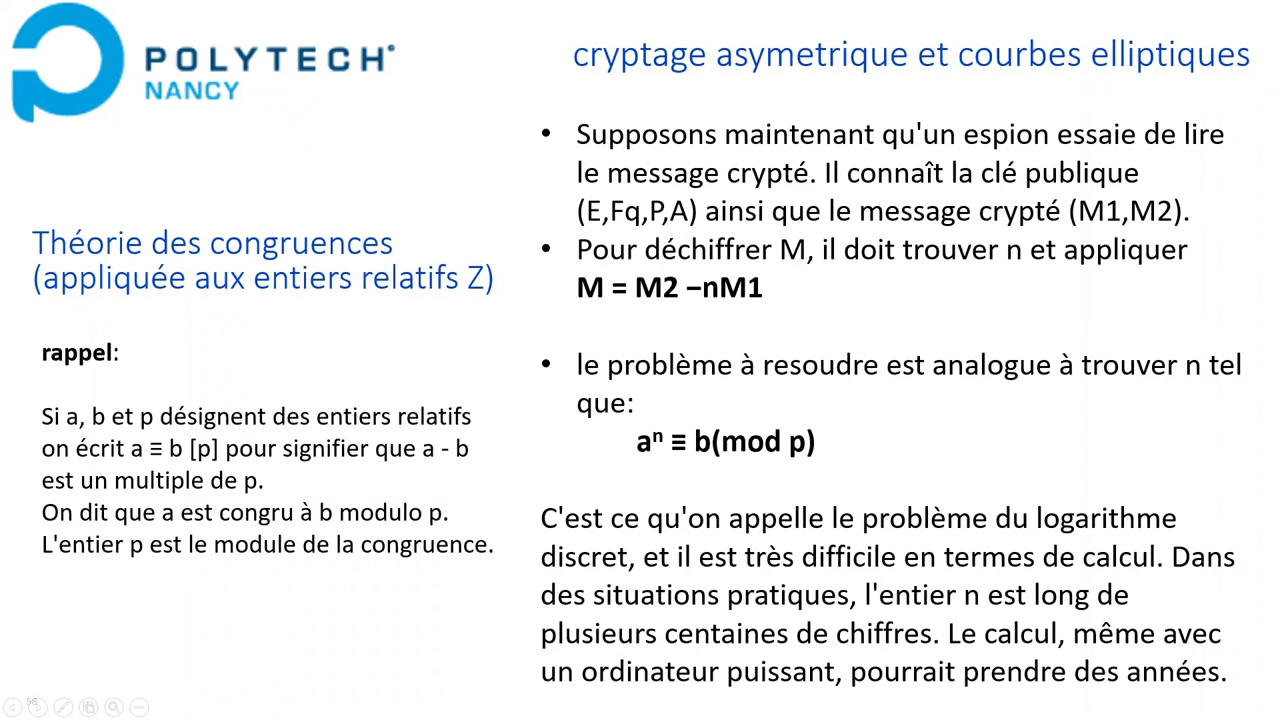 POLYTECH
NANCY
cryptage asymetrique et courbes elliptiques
Théorie des congruences
(appliquée aux entiers relatifs Z)
rappel:
Si a, b et p désignent des entiers relatifs
on écrit a ≡ b [p] pour signifier que a - b
est un multiple de p.
On dit que a est congru à b modulo p.
L'entier p est le module de la congruence.
• Supposons maintenant qu'un espion essaie de lire
le message crypté. Il connaît la clé publique
(E,Fq,P,A) ainsi que le message crypté (M1,M2).
• Pour déchiffrer M, il doit trouver n et appliquer
M = M2 −nM1
• le problème à resoudre est analogue à trouver n tel
que:
aⁿ ≡ b(mod p)
C'est ce qu'on appelle le problème du logarithme
discret, et il est très difficile en termes de calcul. Dans
des situations pratiques, l'entier n est long de
plusieurs centaines de chiffres. Le calcul, même avec
un ordinateur puissant, pourrait prendre des années.